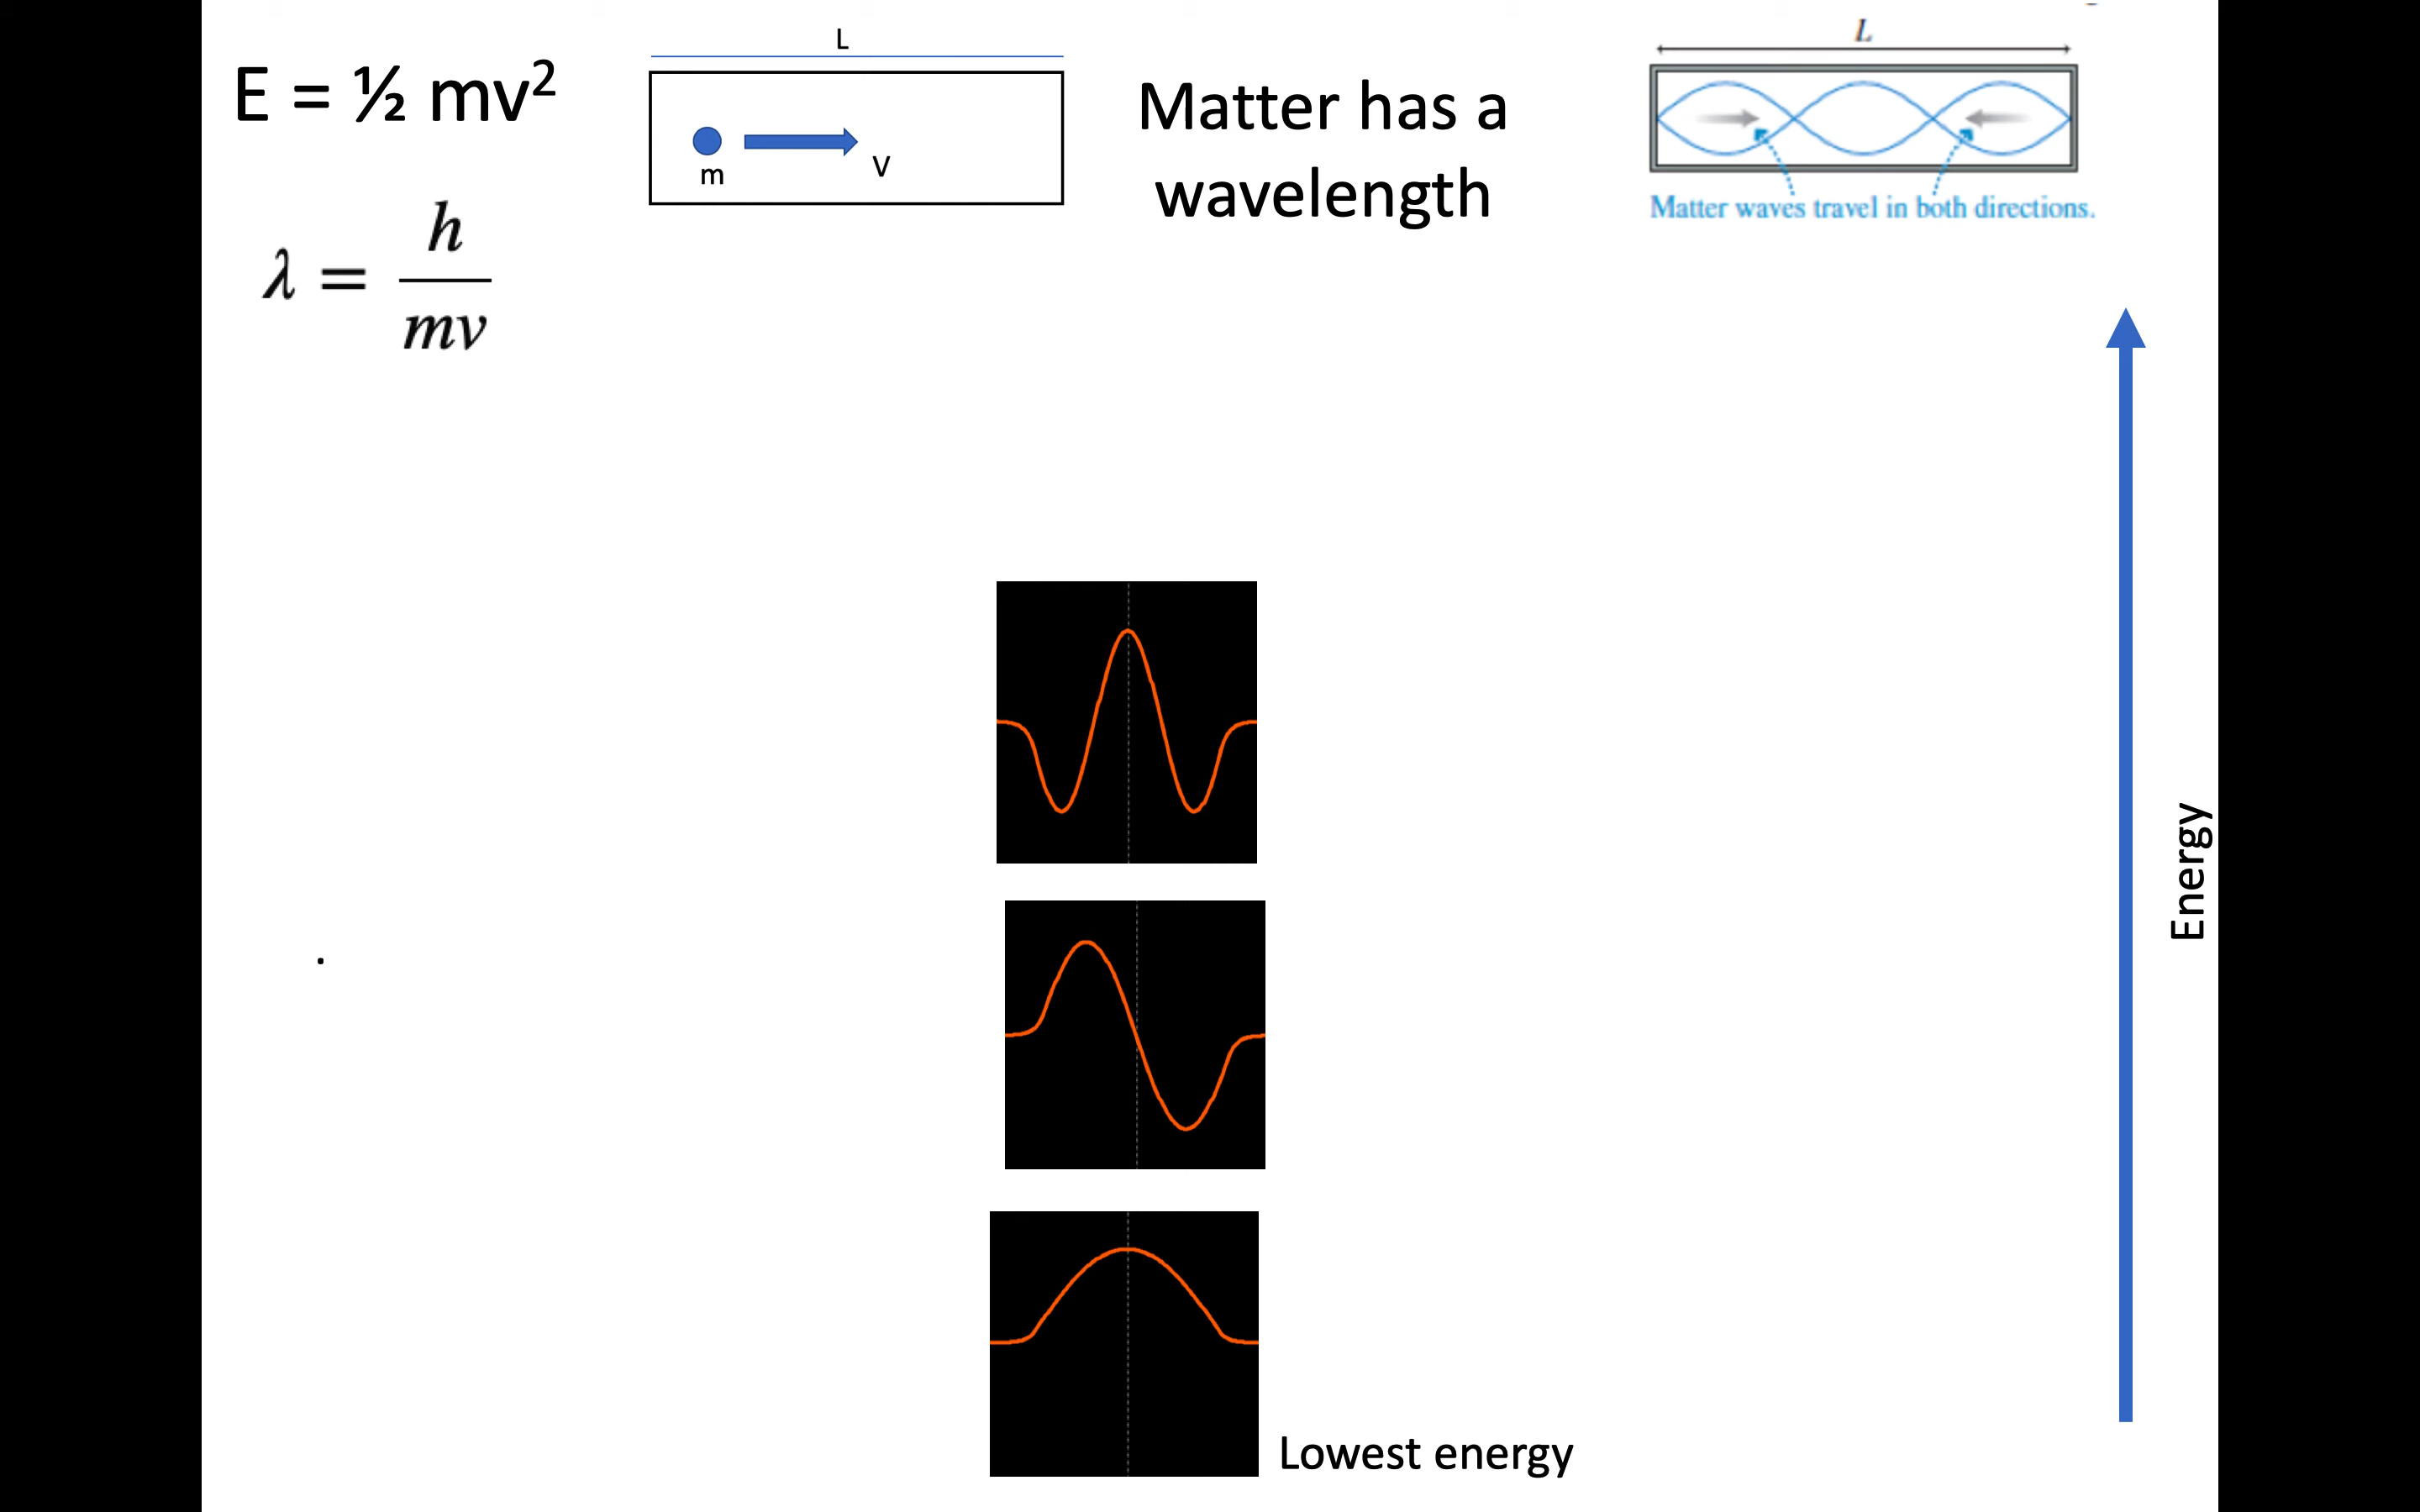 E = ½ mv²
λ = h / mv
L
m
V
Matter has a
wavelength
L
Matter waves travel in both directions.
Energy
Lowest energy